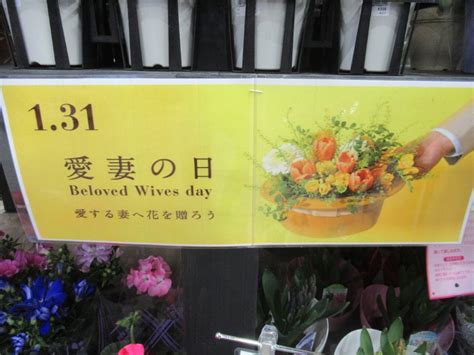 1.31
愛妻の日
Beloved Wives day
愛する妻へ花を贈ろう